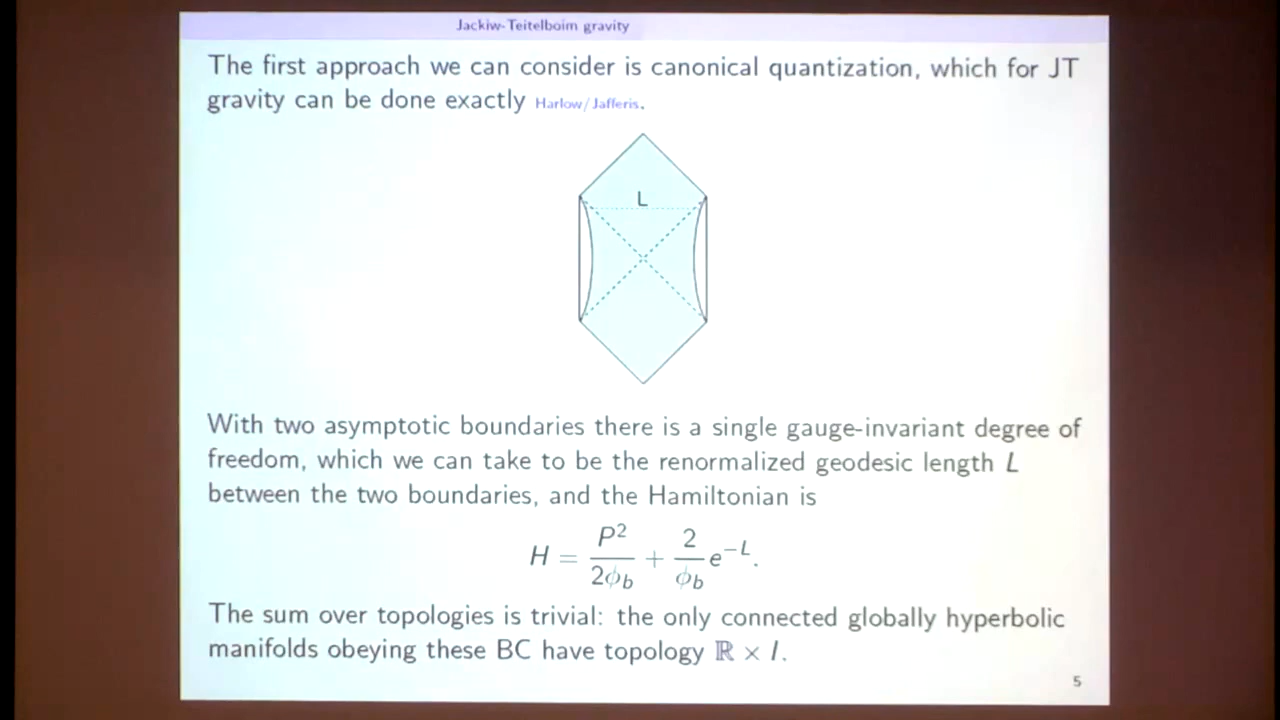 Jackiw-Teitelboim gravity
The first approach we can consider is canonical quantization, which for JT
gravity can be done exactly Harlow/Jafferis.
L
With two asymptotic boundaries there is a single gauge-invariant degree of
freedom, which we can take to be the renormalized geodesic length L
between the two boundaries, and the Hamiltonian is
H = P²/2ϕ_b + 2/ϕ_b e^{−L}.
The sum over topologies is trivial: the only connected globally hyperbolic
manifolds obeying these BC have topology ℝ × I.
5